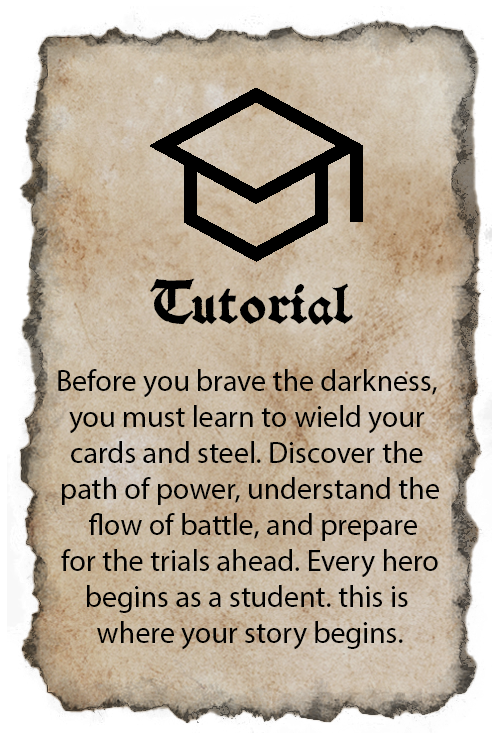 Tutorial
Before you brave the darkness,
you must learn to wield your
cards and steel. Discover the
path of power, understand the
flow of battle, and prepare
for the trials ahead. Every hero
begins as a student. this is
where your story begins.